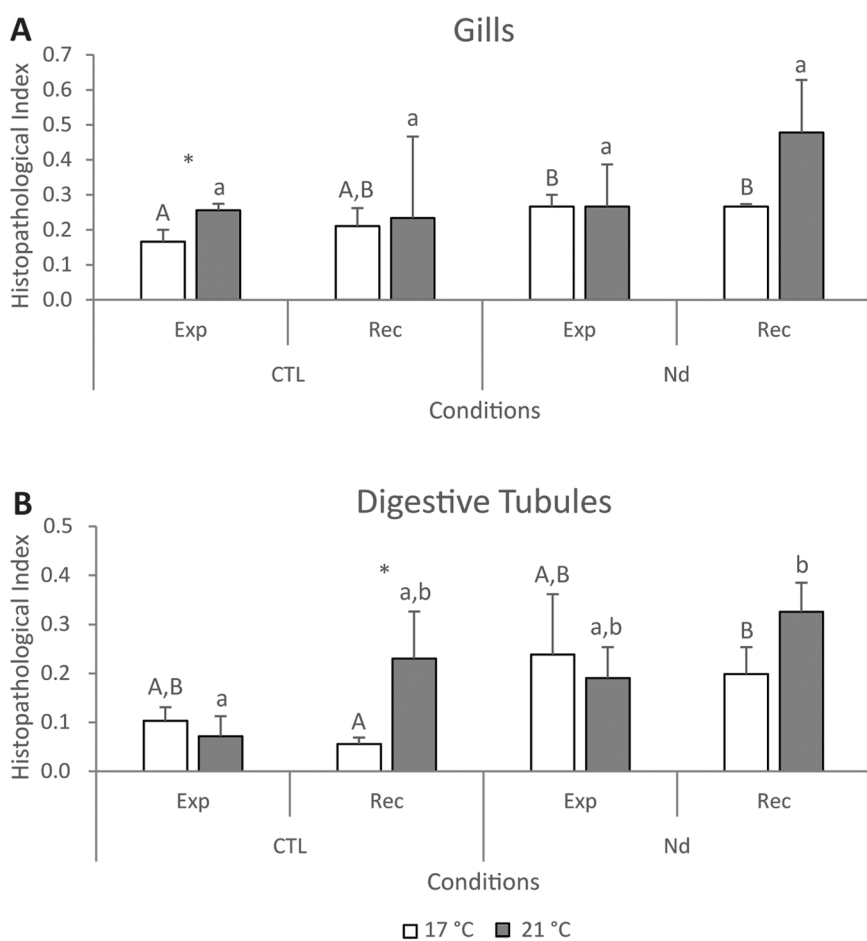 A
Gills
Histopathological Index
0.7
0.6
0.5
0.4
0.3
0.2
0.1
0.0
A
*
a
A,B
a
B
a
B
a
Exp
Rec
Exp
Rec
CTL
Nd
Conditions
B
Digestive Tubules
Histopathological Index
0.5
0.4
0.3
0.2
0.1
0.0
A,B
a
A
*
a,b
A,B
a,b
B
b
Exp
Rec
Exp
Rec
CTL
Nd
Conditions
17 °C
21 °C